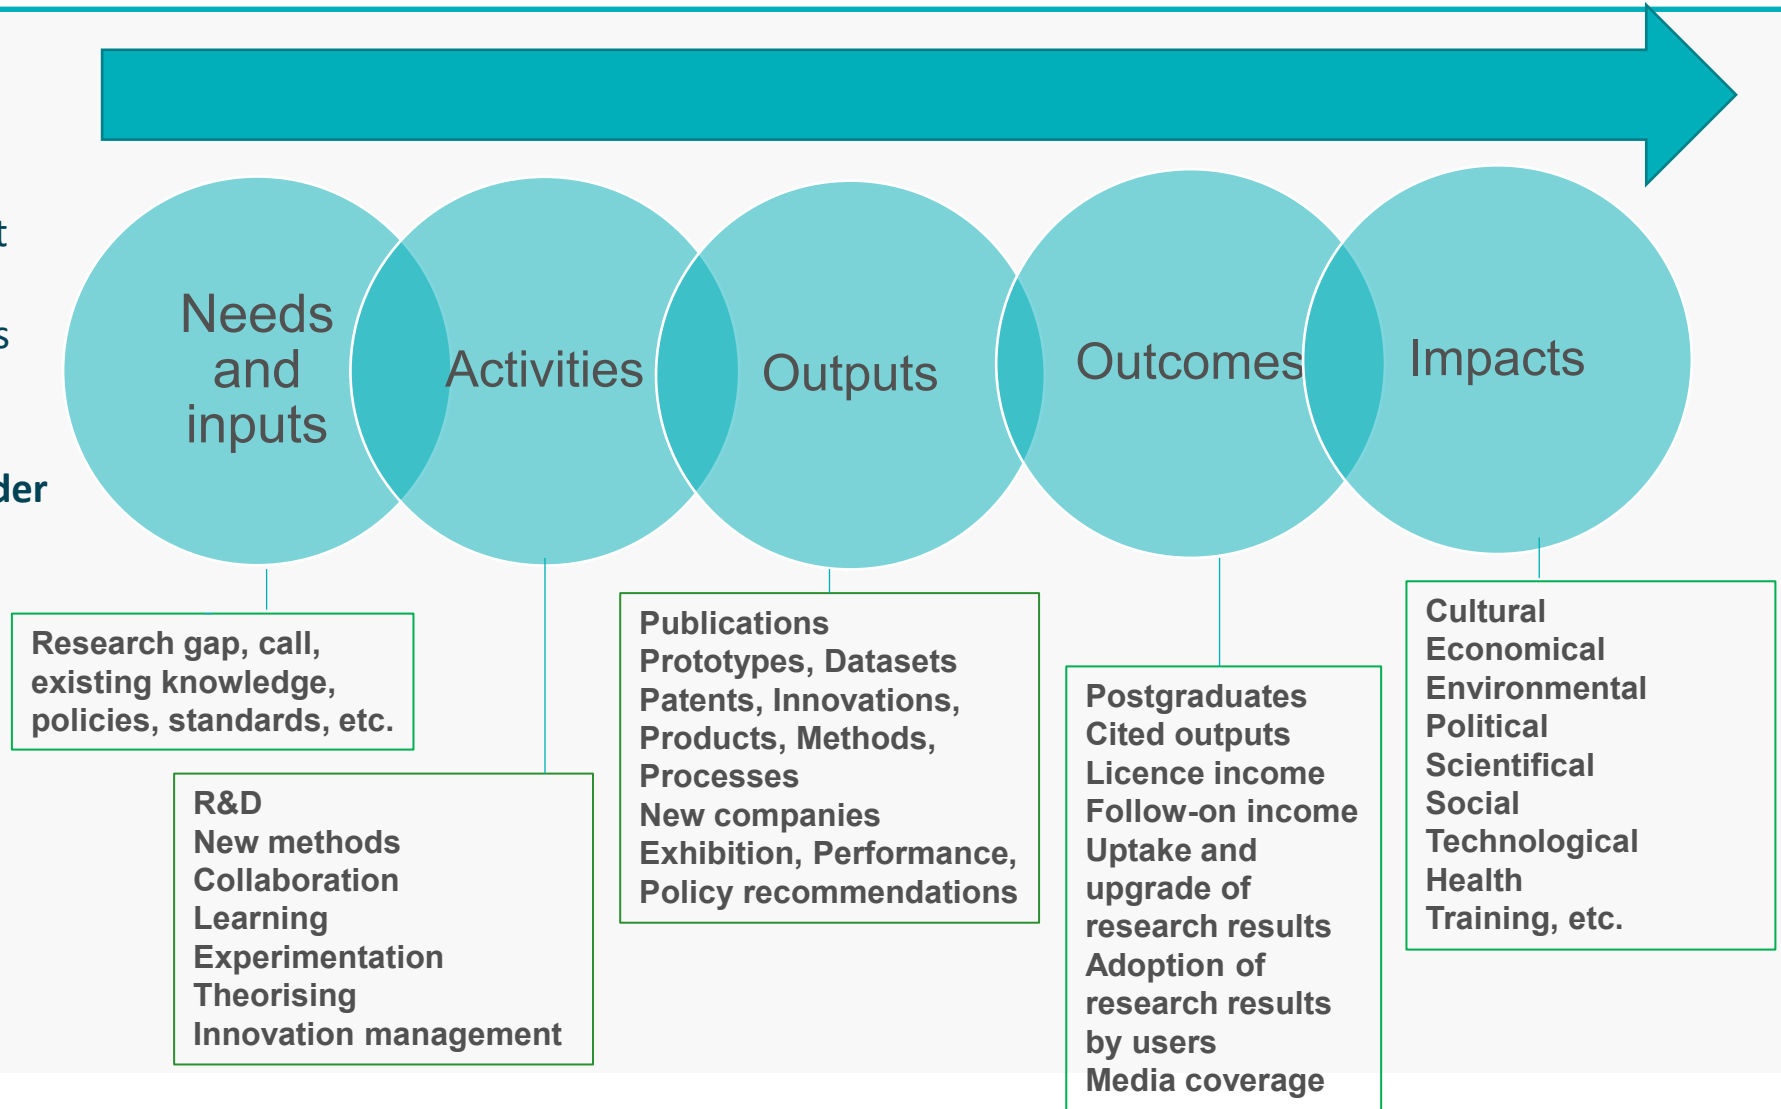 t
s
der
Needs
and
inputs
Activities
Outputs
Outcomes
Impacts
Research gap, call,
existing knowledge,
policies, standards, etc.
R&D
New methods
Collaboration
Learning
Experimentation
Theorising
Innovation management
Publications
Prototypes, Datasets
Patents, Innovations,
Products, Methods,
Processes
New companies
Exhibition, Performance,
Policy recommendations
Postgraduates
Cited outputs
Licence income
Follow-on income
Uptake and
upgrade of
research results
Adoption of
research results
by users
Media coverage
Cultural
Economical
Environmental
Political
Scientifical
Social
Technological
Health
Training, etc.